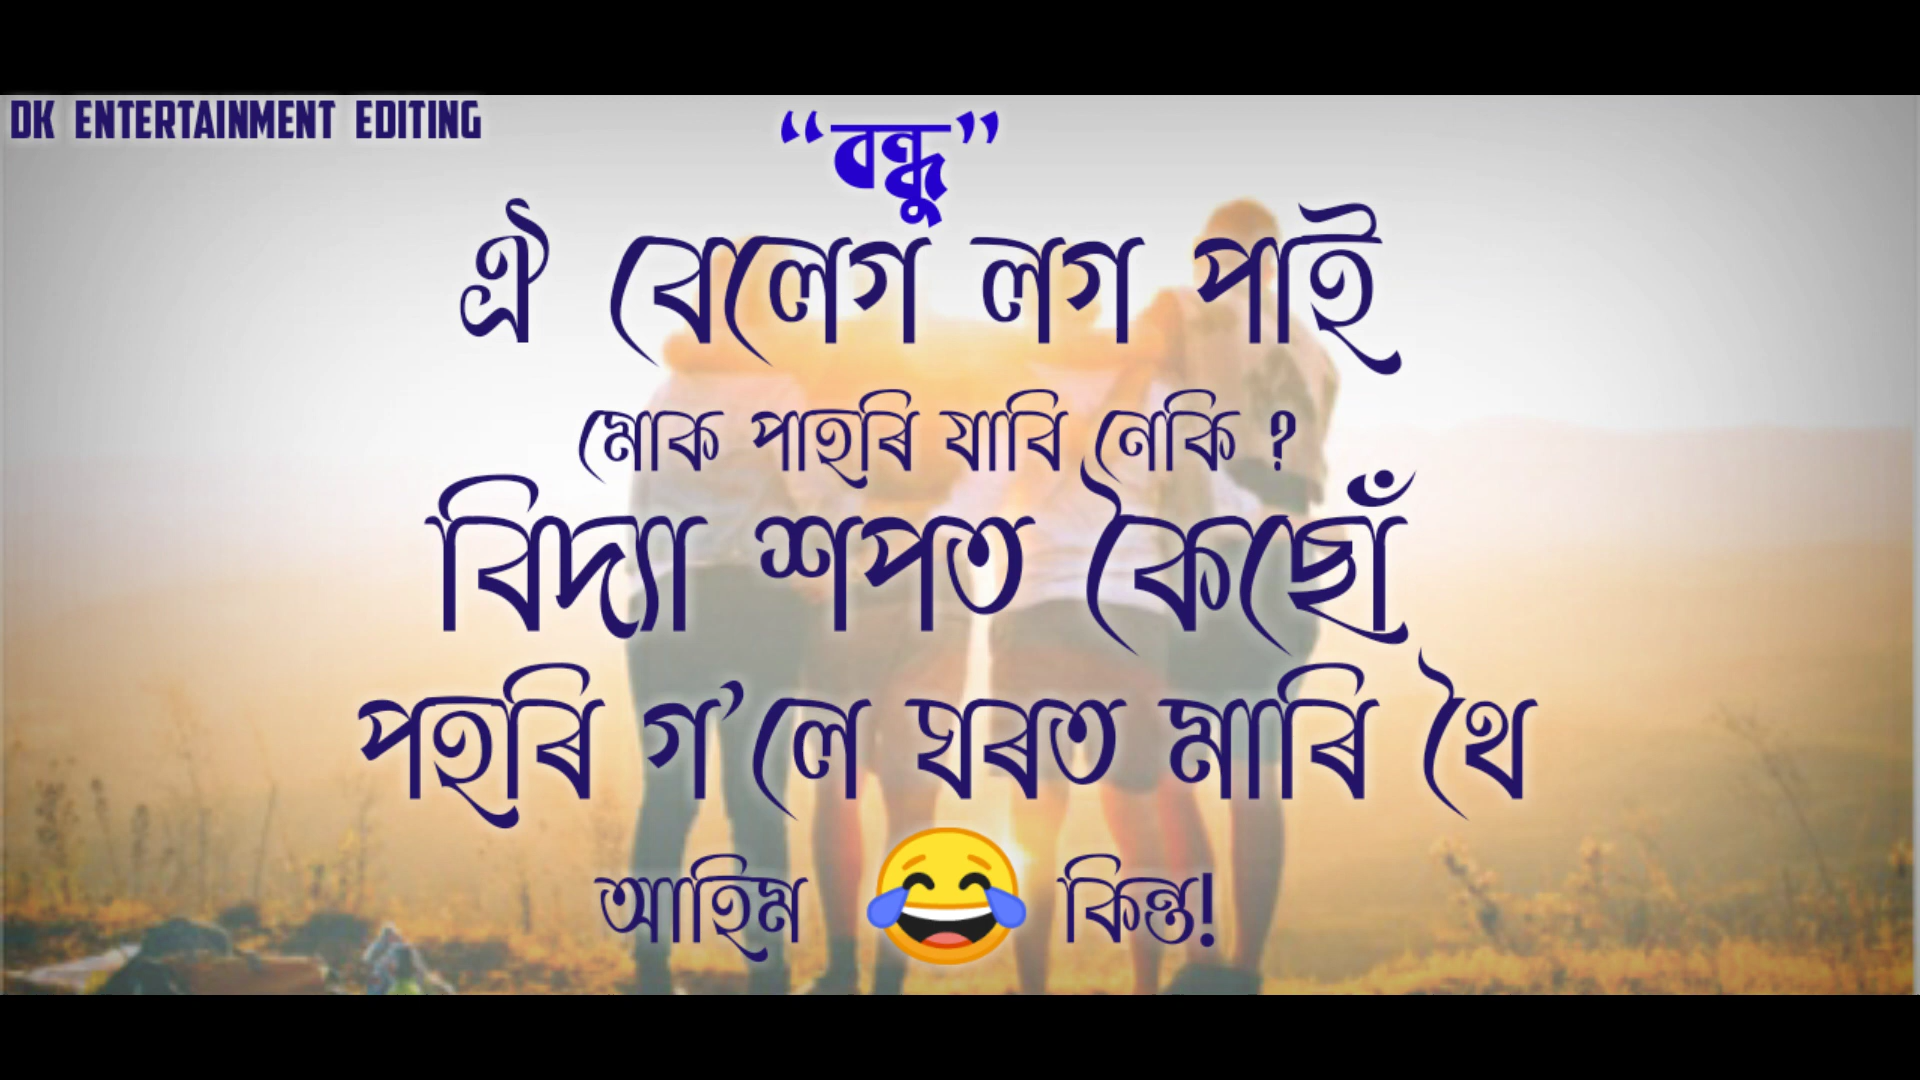 DK ENTERTAINMENT EDITING
“বন্ধু”
ঐ বেলেগ লগ পাই
মোক পাহৰি যাবি নেকি ?
বিদ্যা শপত কৈছোঁ
পহৰি গ’লে ঘৰত মাৰি থৈ
আহিম 😂 কিন্ত!